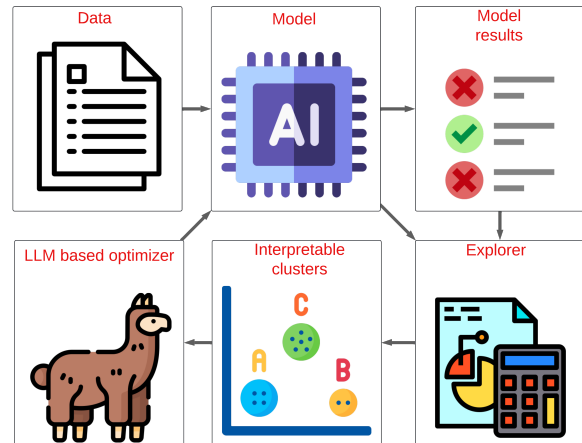 Data
Model
Model
results
AI
LLM based optimizer
Interpretable
clusters
Explorer
C
A
B